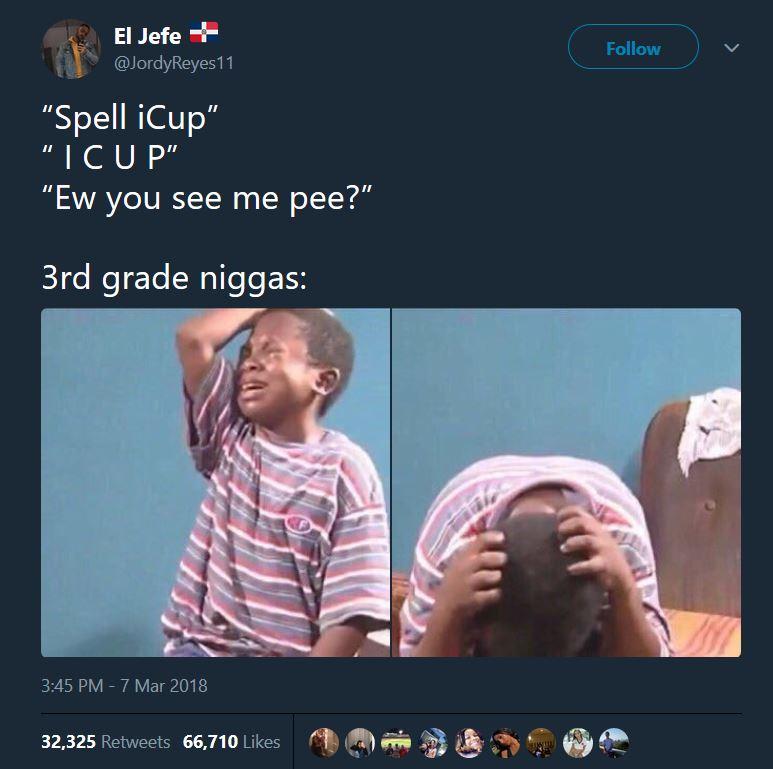 El Jefe
@JordyReyes11
Follow
“Spell iCup”
“ I C U P”
“Ew you see me pee?”
3rd grade niggas:
3:45 PM - 7 Mar 2018
32,325 Retweets 66,710 Likes